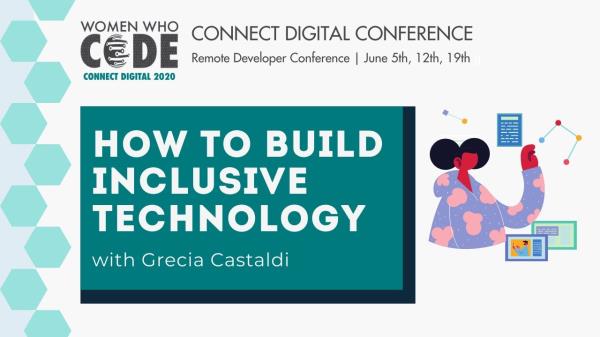 WOMEN WHO
CODE
CONNECT DIGITAL 2020
CONNECT DIGITAL CONFERENCE
Remote Developer Conference | June 5th, 12th, 19th
HOW TO BUILD
INCLUSIVE
TECHNOLOGY
with Grecia Castaldi